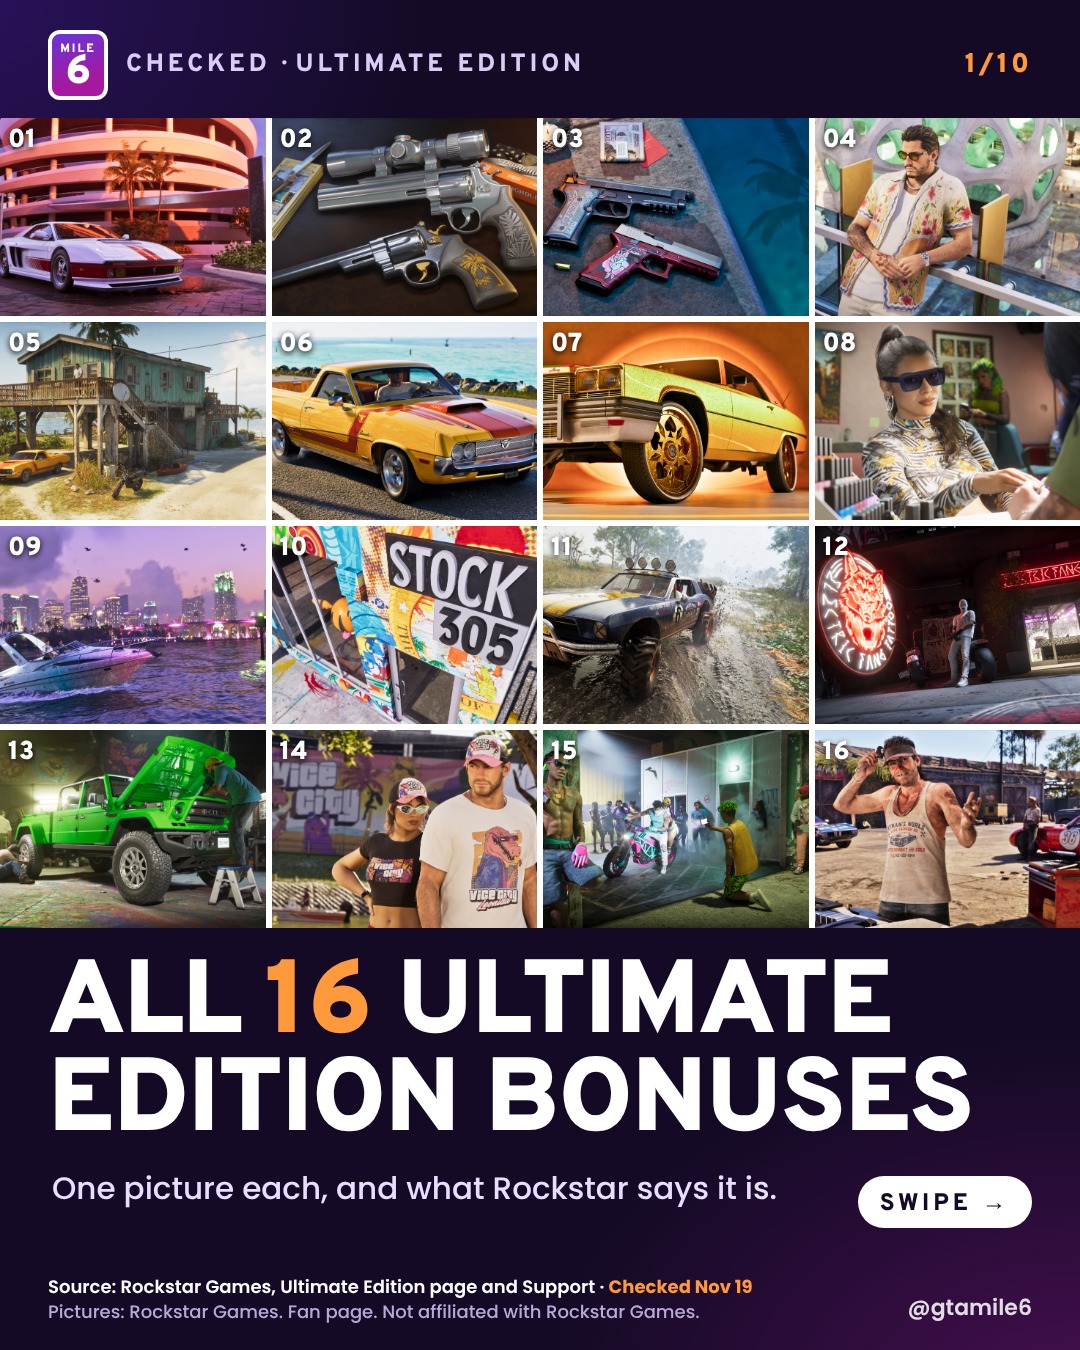 MILE
6
CHECKED · ULTIMATE EDITION
1/10
01
02
03
04
05
06
07
08
09
10
STOCK
305
11
12
13
14
Vice
City
15
16
ALL 16 ULTIMATE
EDITION BONUSES
One picture each, and what Rockstar says it is.
SWIPE →
Source: Rockstar Games, Ultimate Edition page and Support · Checked Nov 19
Pictures: Rockstar Games. Fan page. Not affiliated with Rockstar Games.
@gtamile6